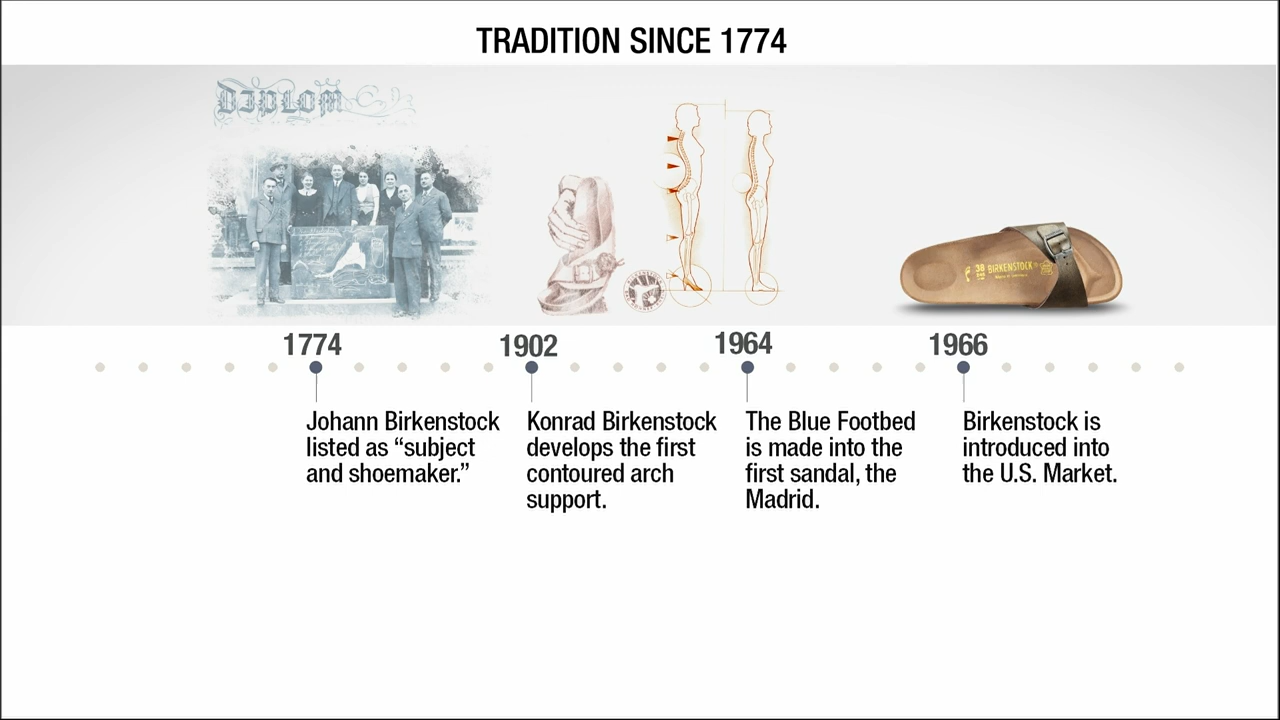 TRADITION SINCE 1774
Diplom
38
BIRKENSTOCK
1774
1902
1964
1966
Johann Birkenstock
listed as “subject
and shoemaker.”
Konrad Birkenstock
develops the first
contoured arch
support.
The Blue Footbed
is made into the
first sandal, the
Madrid.
Birkenstock is
introduced into
the U.S. Market.